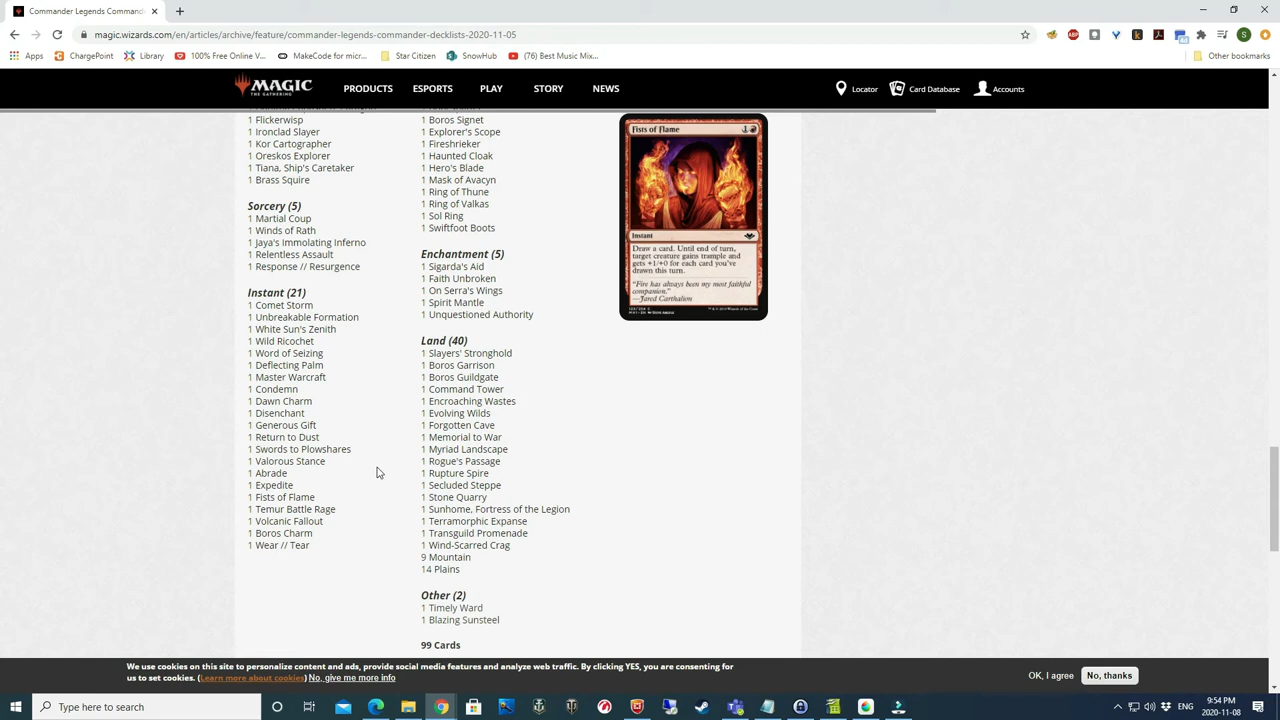 Commander Legends Command
magic.wizards.com/en/articles/archive/feature/commander-legends-commander-decklists-2020-11-05
Apps
ChargePoint
Library
100% Free Online V...
MakeCode for micr...
Star Citizen
SnowHub
(76) Best Music Mix...
Other bookmarks
MAGIC
THE GATHERING
PRODUCTS
ESPORTS
PLAY
STORY
NEWS
Locator
Card Database
Accounts
1 Flickerwisp
1 Ironclad Slayer
1 Kor Cartographer
1 Oreskos Explorer
1 Tiana, Ship's Caretaker
1 Brass Squire
Sorcery (5)
1 Martial Coup
1 Winds of Rath
1 Jaya's Immolating Inferno
1 Relentless Assault
1 Response // Resurgence
Instant (21)
1 Comet Storm
1 Unbreakable Formation
1 White Sun's Zenith
1 Wild Ricochet
1 Word of Seizing
1 Deflecting Palm
1 Master Warcraft
1 Condemn
1 Dawn Charm
1 Disenchant
1 Generous Gift
1 Return to Dust
1 Swords to Plowshares
1 Valorous Stance
1 Abrade
1 Expedite
1 Fists of Flame
1 Temur Battle Rage
1 Volcanic Fallout
1 Boros Charm
1 Wear // Tear
1 Boros Signet
1 Explorer's Scope
1 Fireshrieker
1 Haunted Cloak
1 Hero's Blade
1 Mask of Avacyn
1 Ring of Thune
1 Ring of Valkas
1 Sol Ring
1 Swiftfoot Boots
Enchantment (5)
1 Sigarda's Aid
1 Faith Unbroken
1 On Serra's Wings
1 Spirit Mantle
1 Unquestioned Authority
Land (40)
1 Slayers' Stronghold
1 Boros Garrison
1 Boros Guildgate
1 Command Tower
1 Encroaching Wastes
1 Evolving Wilds
1 Forgotten Cave
1 Memorial to War
1 Myriad Landscape
1 Rogue's Passage
1 Rupture Spire
1 Secluded Steppe
1 Stone Quarry
1 Sunhome, Fortress of the Legion
1 Terramorphic Expanse
1 Transguild Promenade
1 Wind-Scarred Crag
9 Mountain
14 Plains
Other (2)
1 Timely Ward
1 Blazing Sunsteel
99 Cards
Fists of Flame
1
Instant
Draw a card. Until end of turn,
target creature gains trample and
gets +1/+0 for each card you've
drawn this turn.
"Fire has always been my most faithful
companion."
—Jared Carthalion
We use cookies on this site to personalize content and ads, provide social media features and analyze web traffic. By clicking YES, you are consenting for
us to set cookies. (Learn more about cookies) No, give me more info
OK, I agree
No, thanks
Type here to search
ENG
9:54 PM
2020-11-08